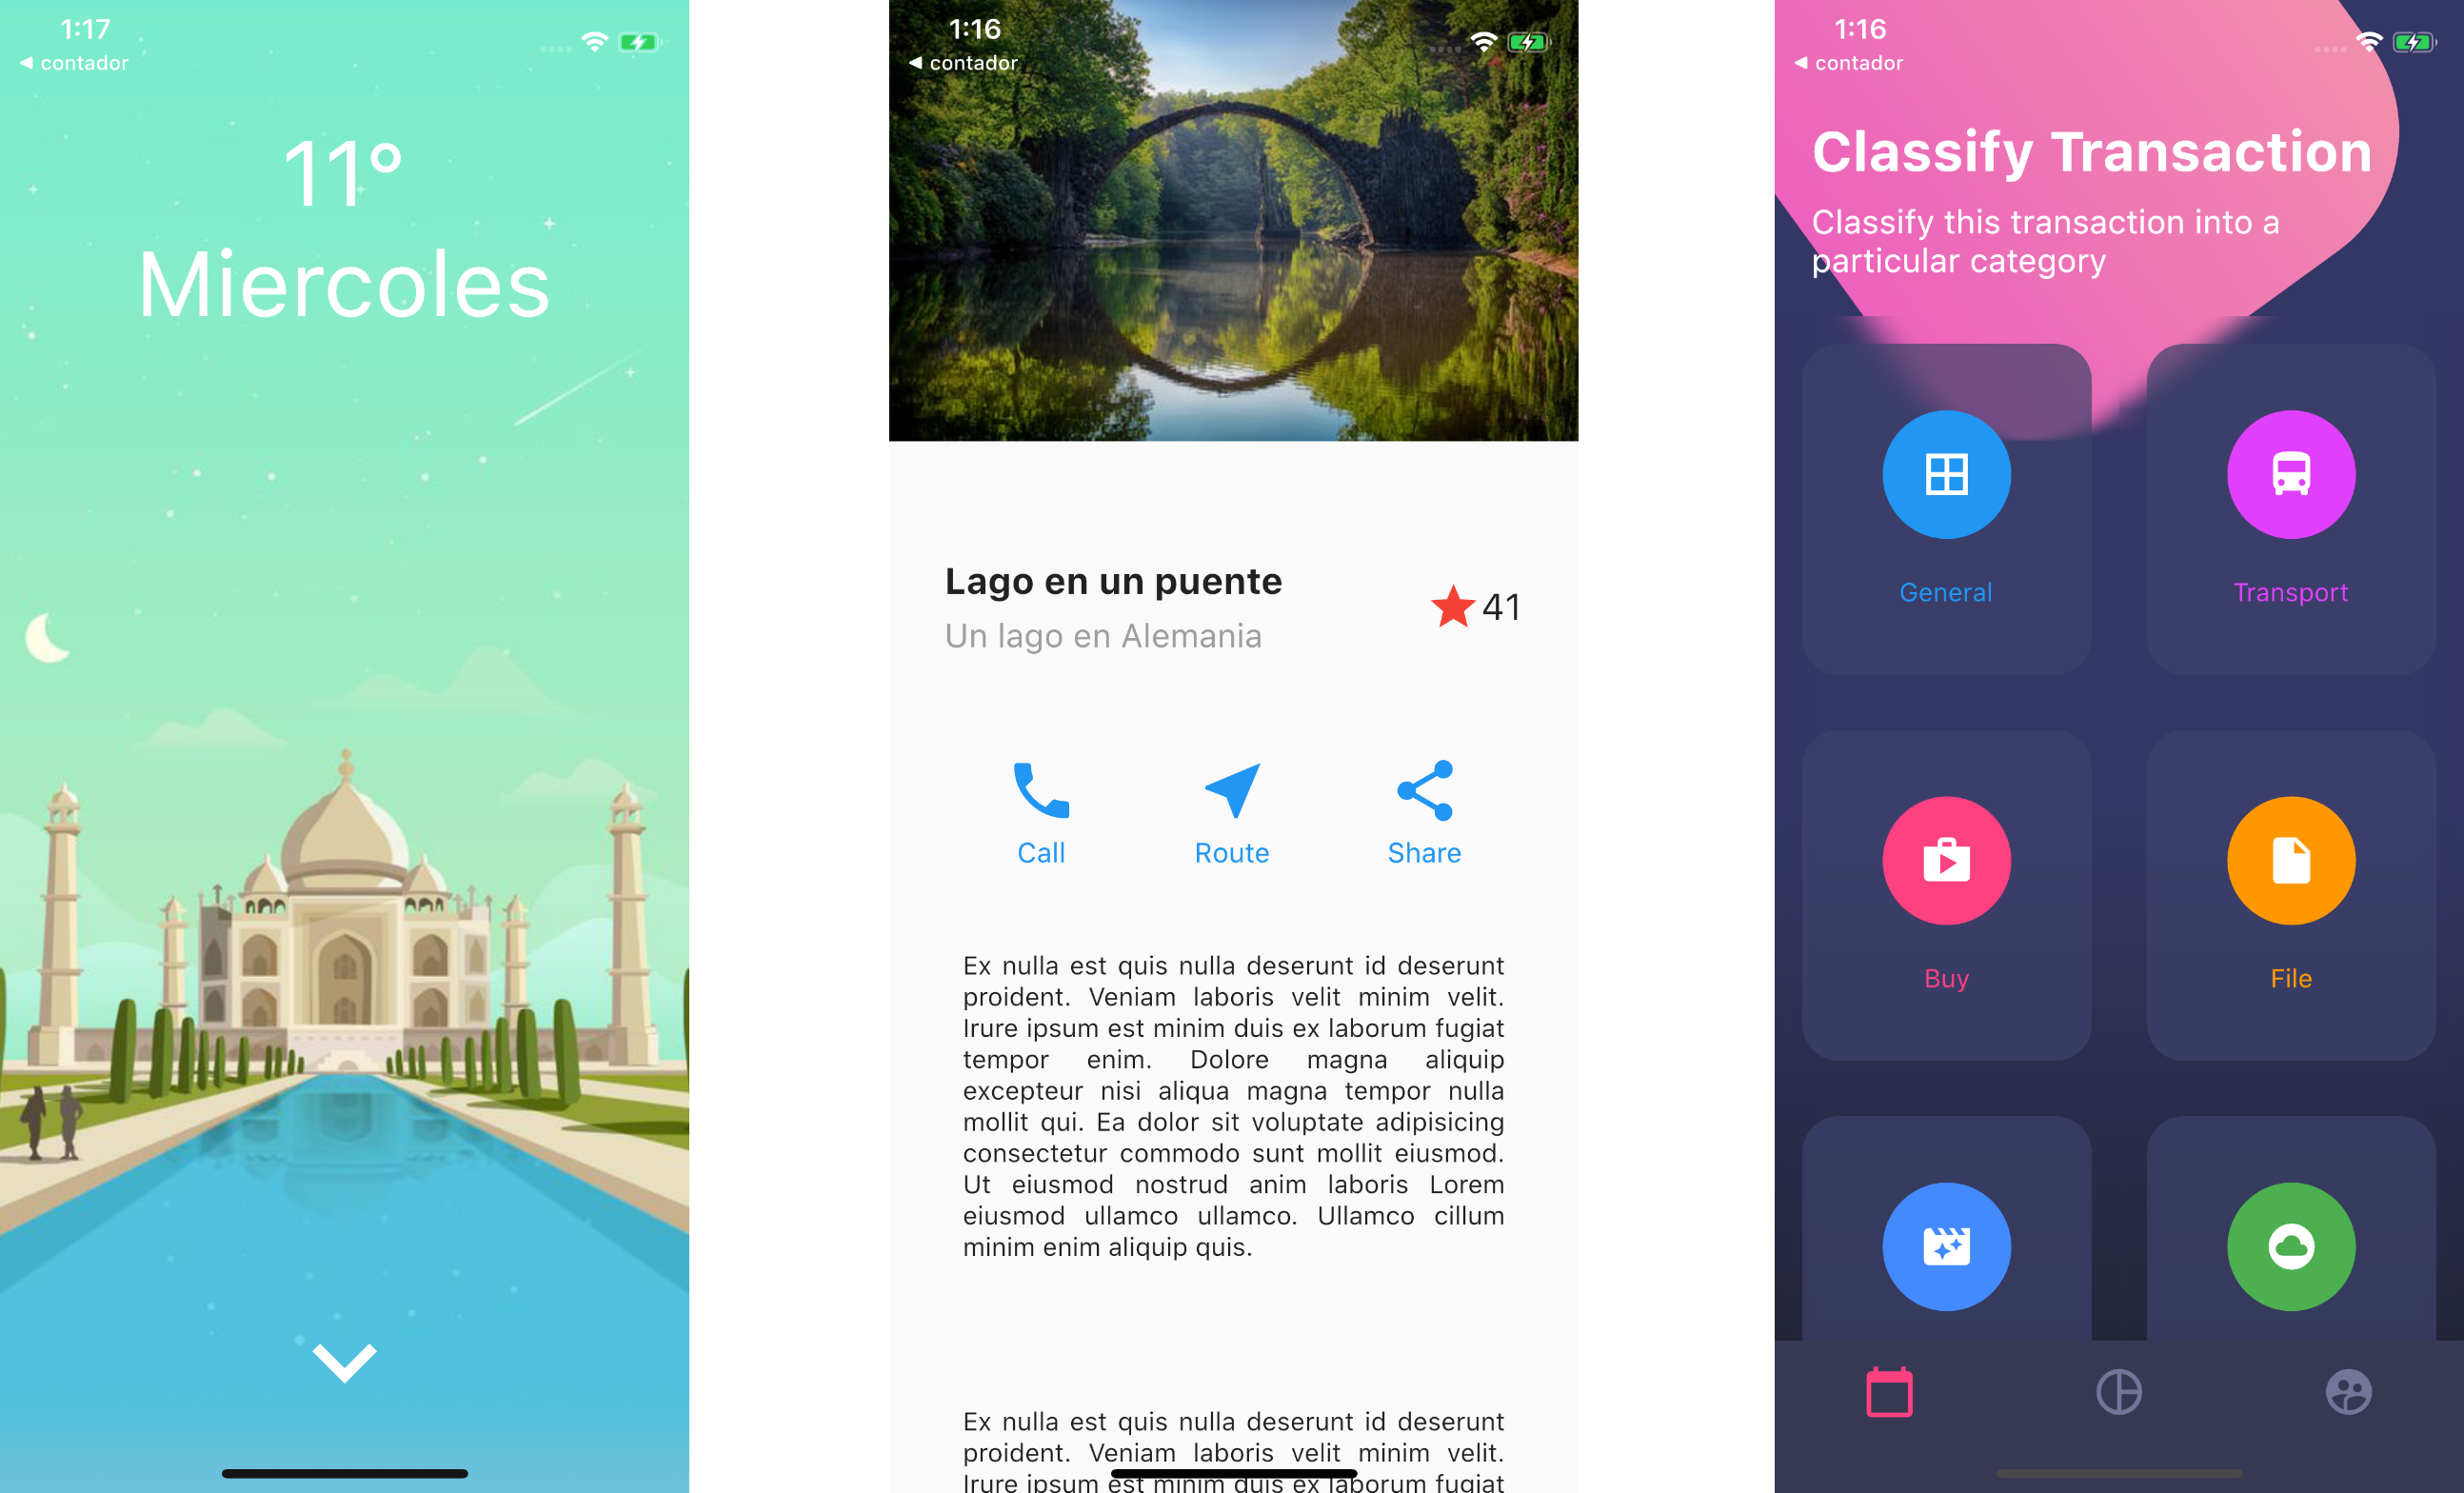 1:17
contador
11°
Miercoles
1:16
contador
Lago en un puente
Un lago en Alemania
41
Call
Route
Share
Ex nulla est quis nulla deserunt id deserunt
proident. Veniam laboris velit minim velit.
Irure ipsum est minim duis ex laborum fugiat
tempor enim. Dolore magna aliquip
excepteur nisi aliqua magna tempor nulla
mollit qui. Ea dolor sit voluptate adipisicing
consectetur commodo sunt mollit eiusmod.
Ut eiusmod nostrud anim laboris Lorem
eiusmod ullamco ullamco. Ullamco cillum
minim enim aliquip quis.
Ex nulla est quis nulla deserunt id deserunt
proident. Veniam laboris velit minim velit.
Irure ipsum est minim duis ex laborum fugiat
1:16
contador
Classify Transaction
Classify this transaction into a
particular category
General
Transport
Buy
File